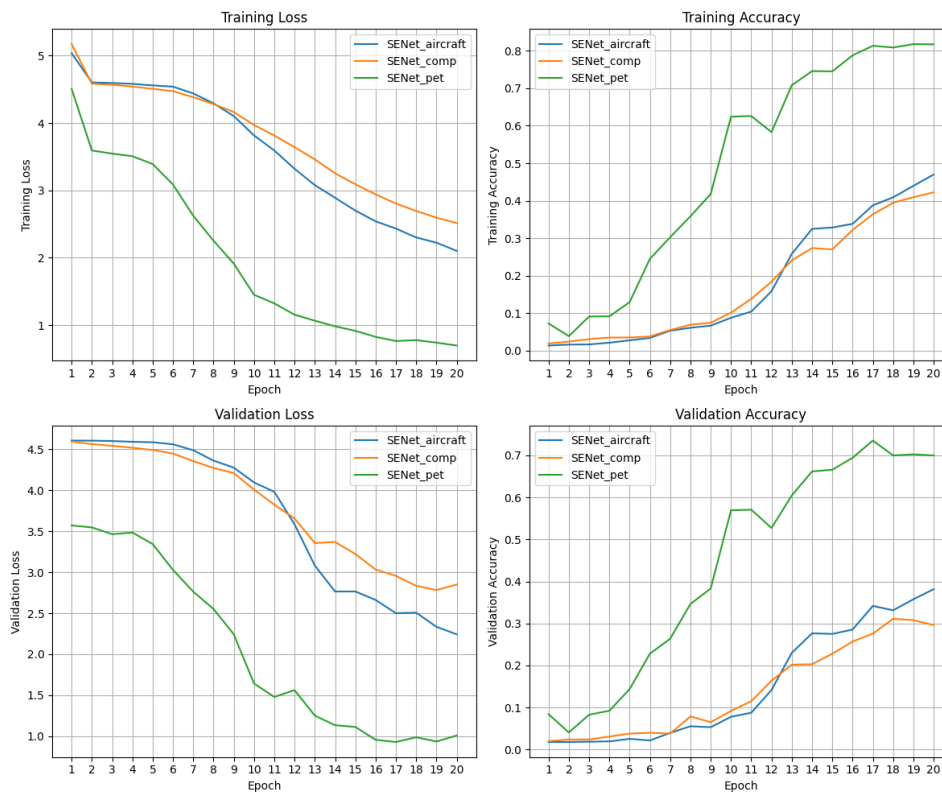 Training Loss
Training Loss
5
4
3
2
1
SENet_aircraft
SENet_comp
SENet_pet
1 2 3 4 5 6 7 8 9 10 11 12 13 14 15 16 17 18 19 20
Epoch
Training Accuracy
Training Accuracy
0.8
0.7
0.6
0.5
0.4
0.3
0.2
0.1
0.0
SENet_aircraft
SENet_comp
SENet_pet
1 2 3 4 5 6 7 8 9 10 11 12 13 14 15 16 17 18 19 20
Epoch
Validation Loss
Validation Loss
4.5
4.0
3.5
3.0
2.5
2.0
1.5
1.0
SENet_aircraft
SENet_comp
SENet_pet
1 2 3 4 5 6 7 8 9 10 11 12 13 14 15 16 17 18 19 20
Epoch
Validation Accuracy
Validation Accuracy
0.7
0.6
0.5
0.4
0.3
0.2
0.1
0.0
SENet_aircraft
SENet_comp
SENet_pet
1 2 3 4 5 6 7 8 9 10 11 12 13 14 15 16 17 18 19 20
Epoch